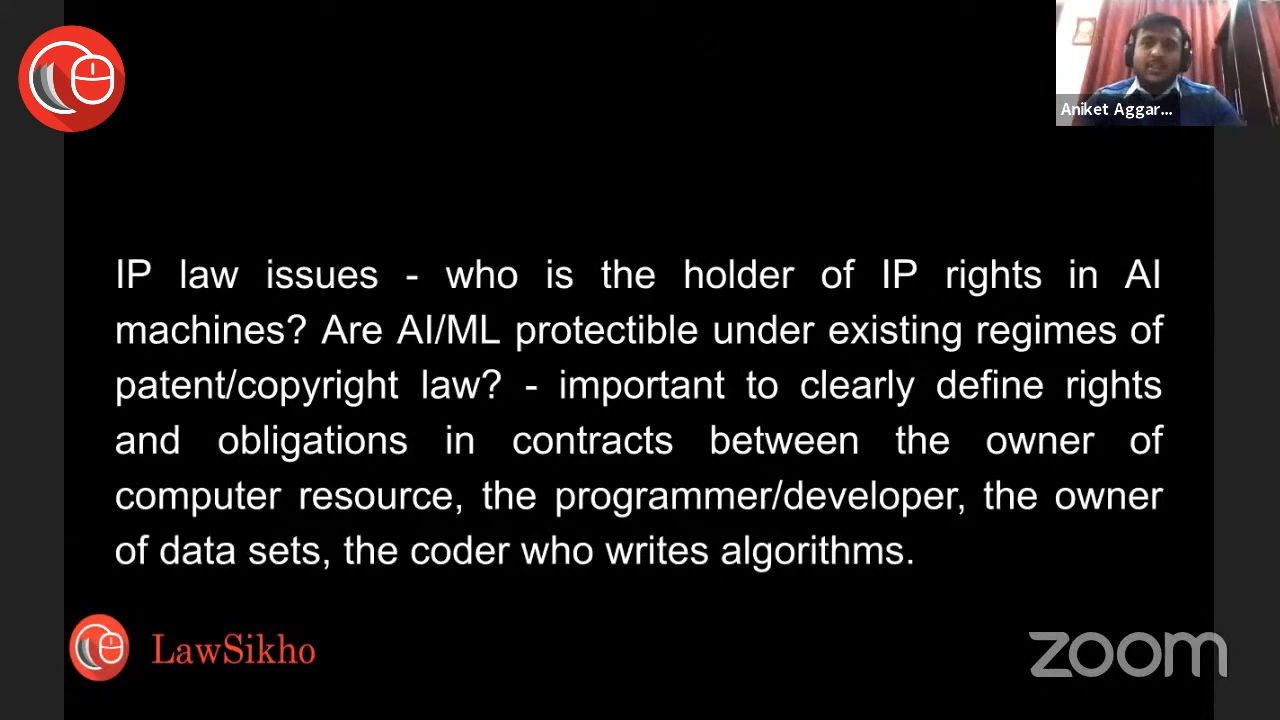 Aniket Aggar...
IP law issues - who is the holder of IP rights in AI
machines? Are AI/ML protectible under existing regimes of
patent/copyright law? - important to clearly define rights
and obligations in contracts between the owner of
computer resource, the programmer/developer, the owner
of data sets, the coder who writes algorithms.
LawSikho
zoom